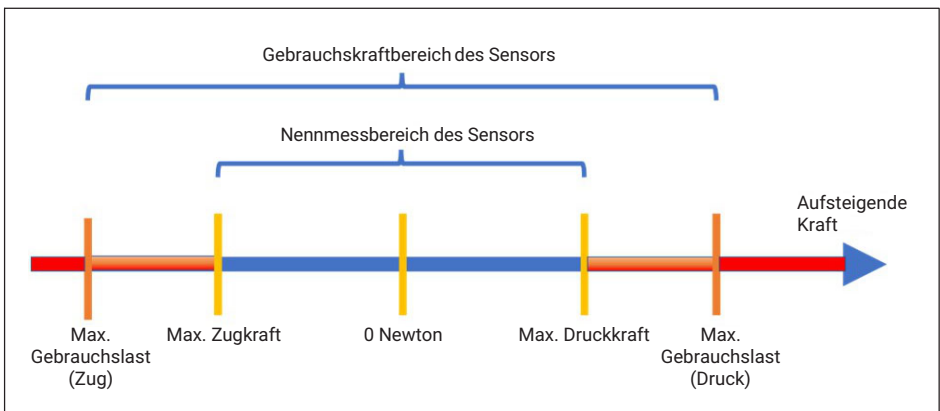 Gebrauchskraftbereich des Sensors
Nennmessbereich des Sensors
Aufsteigende
Kraft
Max.
Gebrauchslast
(Zug)
Max. Zugkraft
0 Newton
Max. Druckkraft
Max.
Gebrauchslast
(Druck)